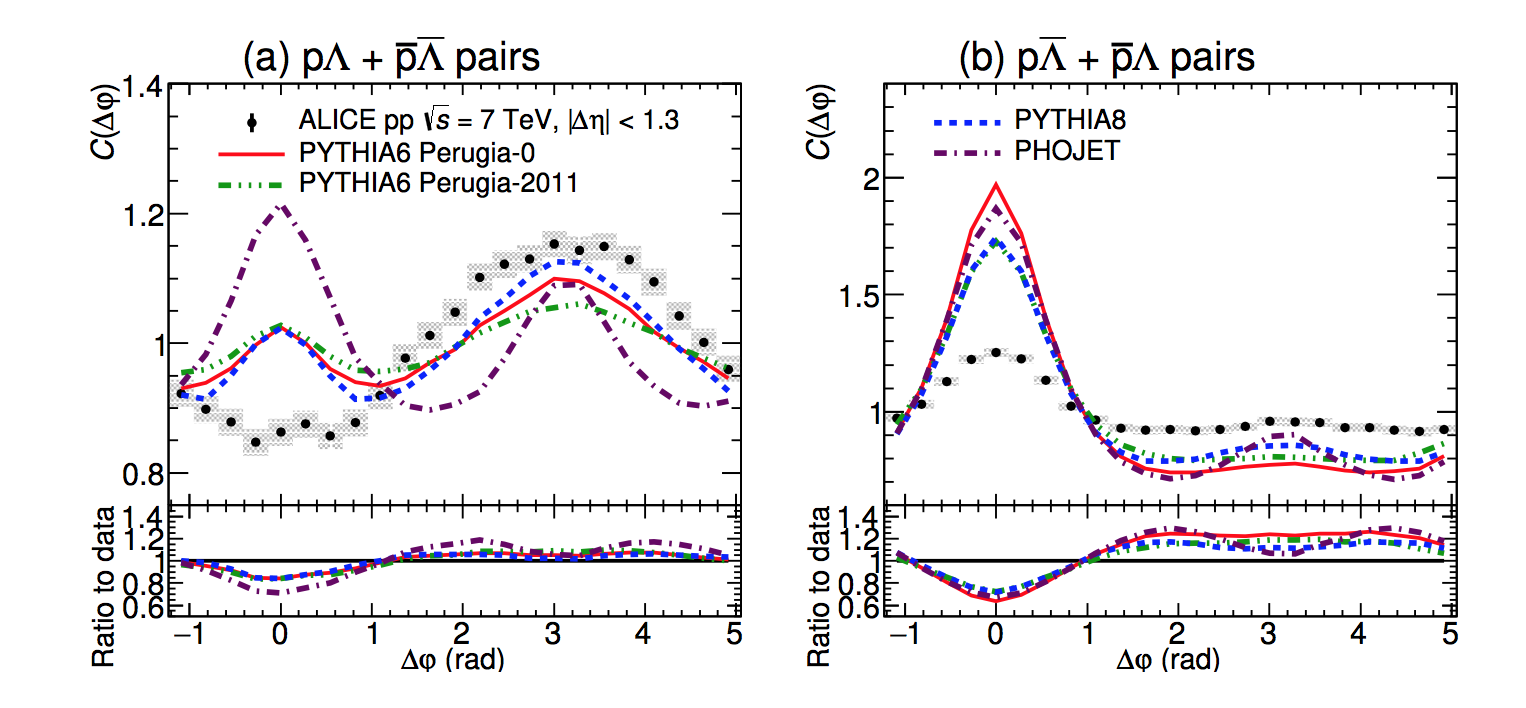 (a) pΛ + p̅Λ̅ pairs
C(Δφ)
1.4
1.2
1
0.8
ALICE pp √s = 7 TeV, |Δη| < 1.3
PYTHIA6 Perugia-0
PYTHIA6 Perugia-2011
Ratio to data
1.4
1.2
1
0.8
0.6
−1 0 1 2 3 4 5
Δφ (rad)
(b) pΛ̅ + p̅Λ pairs
C(Δφ)
2
1.5
1
PYTHIA8
PHOJET
Ratio to data
1.4
1.2
1
0.8
0.6
−1 0 1 2 3 4 5
Δφ (rad)